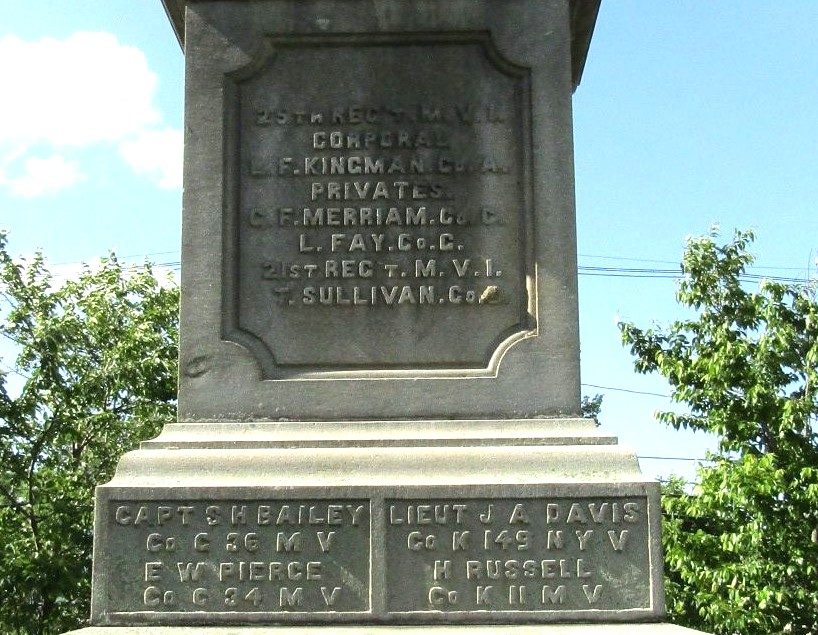 25TH REG'T. M.V.I.
CORPORAL
L.F. KINGMAN. Co. A.
PRIVATES.
C.F. MERRIAM. Co. C.
L. FAY. Co. C.
21ST REG'T. M.V.I.
T. SULLIVAN. Co.
CAPT S H BAILEY
Co C 36 M V
E W PIERCE
Co C 34 M V
LIEUT J A DAVIS
Co K 149 N Y V
H RUSSELL
Co K 11 M V